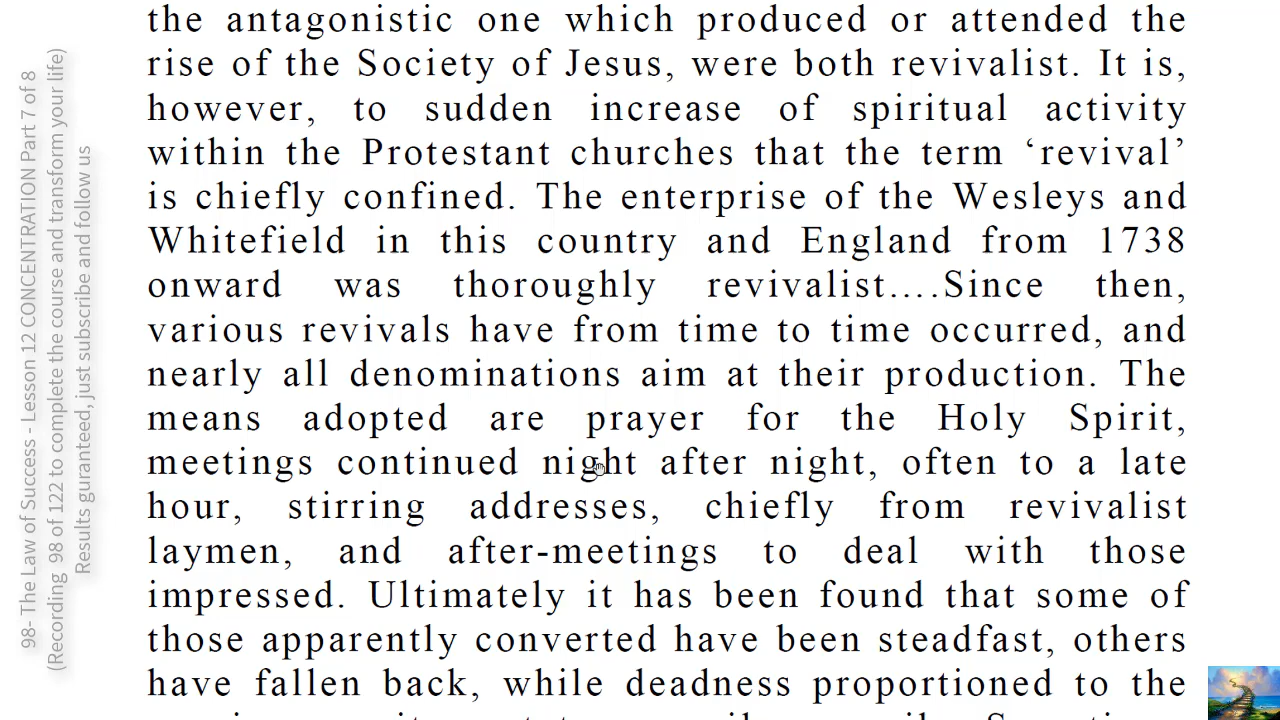 the antagonistic one which produced or attended the
rise of the Society of Jesus, were both revivalist. It is,
however, to sudden increase of spiritual activity
within the Protestant churches that the term ‘revival’
is chiefly confined. The enterprise of the Wesleys and
Whitefield in this country and England from 1738
onward was thoroughly revivalist….Since then,
various revivals have from time to time occurred, and
nearly all denominations aim at their production. The
means adopted are prayer for the Holy Spirit,
meetings continued night after night, often to a late
hour, stirring addresses, chiefly from revivalist
laymen, and after-meetings to deal with those
impressed. Ultimately it has been found that some of
those apparently converted have been steadfast, others
have fallen back, while deadness proportioned to the
98- The Law of Success - Lesson 12 CONCENTRATION Part 7 of 8
(Recording 98 of 122 to complete the course and transform your life)
Results guranteed, just subscribe and follow us